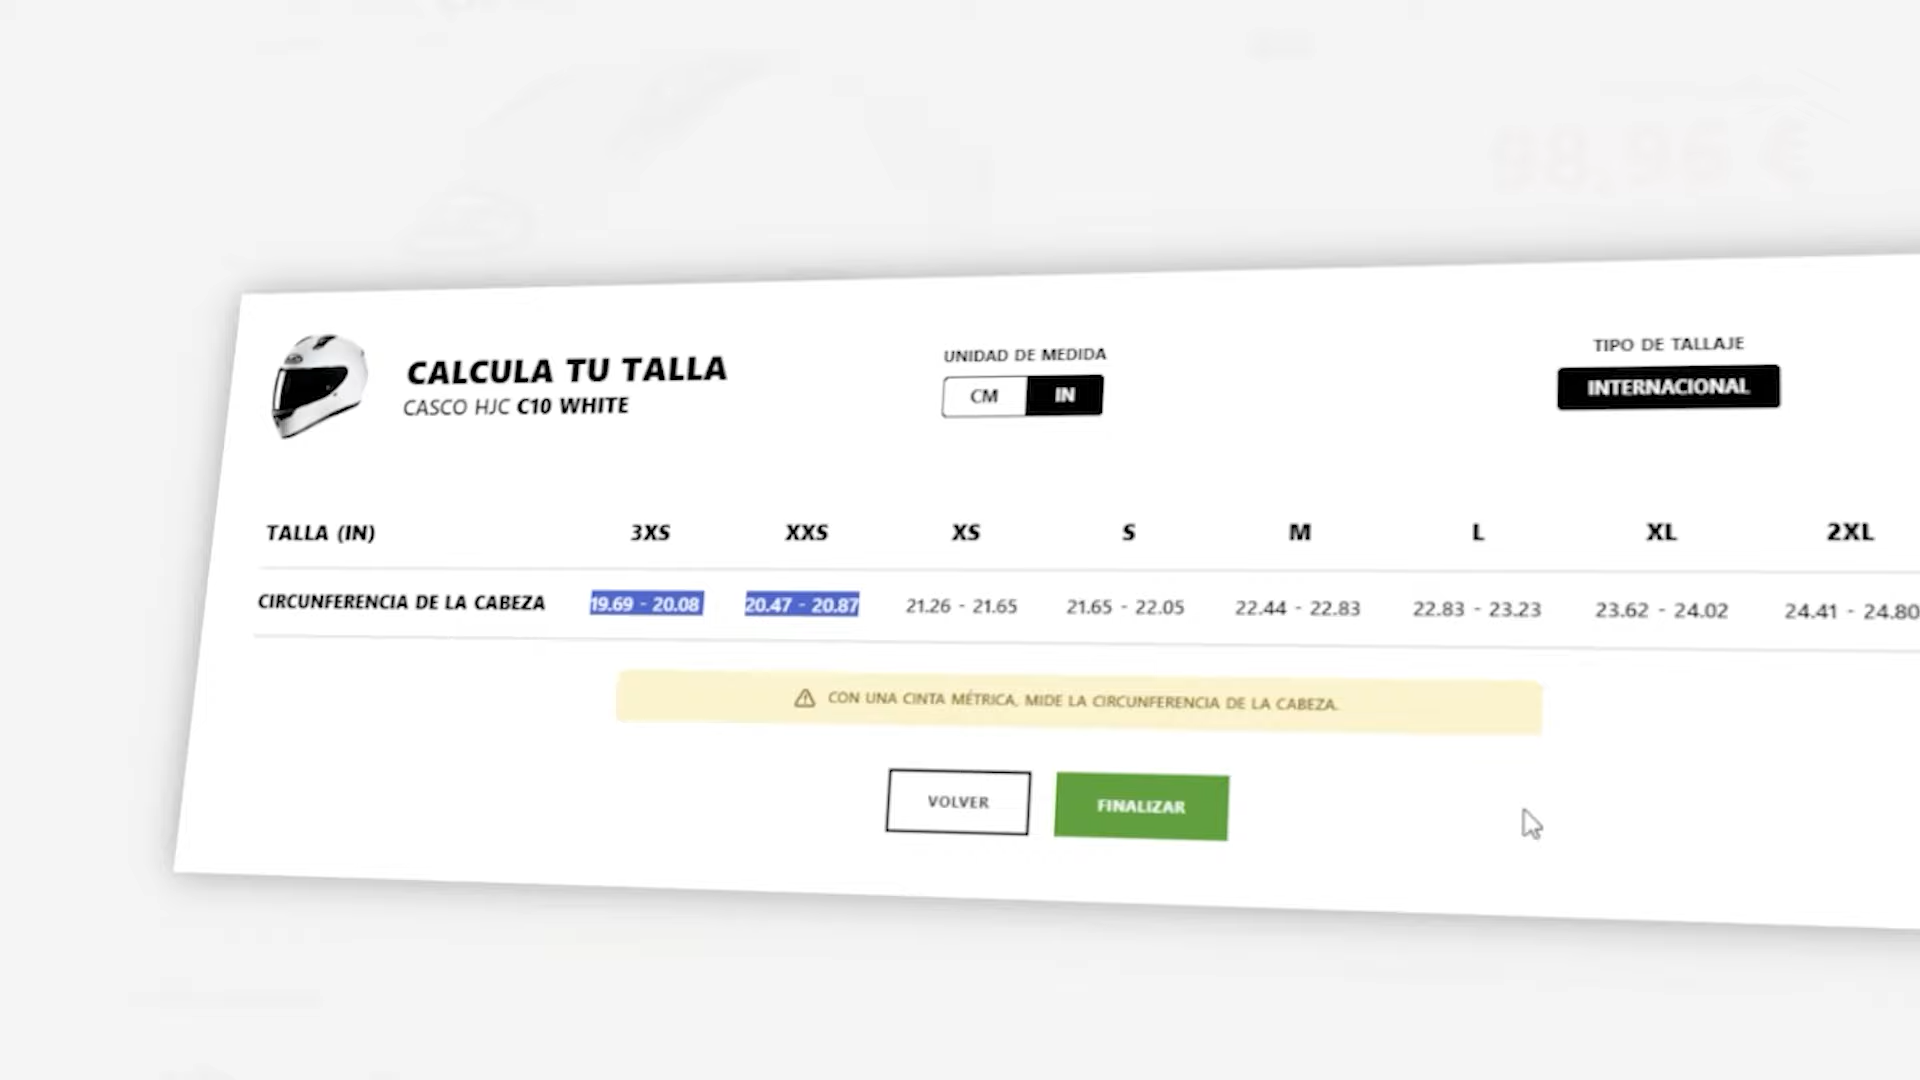 98,96 €
CALCULA TU TALLA
CASCO HJC C10 WHITE
UNIDAD DE MEDIDA
CM IN
TIPO DE TALLAJE
INTERNACIONAL
TALLA (IN) 3XS XXS XS S M L XL 2XL
CIRCUNFERENCIA DE LA CABEZA 19.69 - 20.08 20.47 - 20.87 21.26 - 21.65 21.65 - 22.05 22.44 - 22.83 22.83 - 23.23 23.62 - 24.02 24.41 - 24.80
CON UNA CINTA MÉTRICA, MIDE LA CIRCUNFERENCIA DE LA CABEZA.
VOLVER FINALIZAR